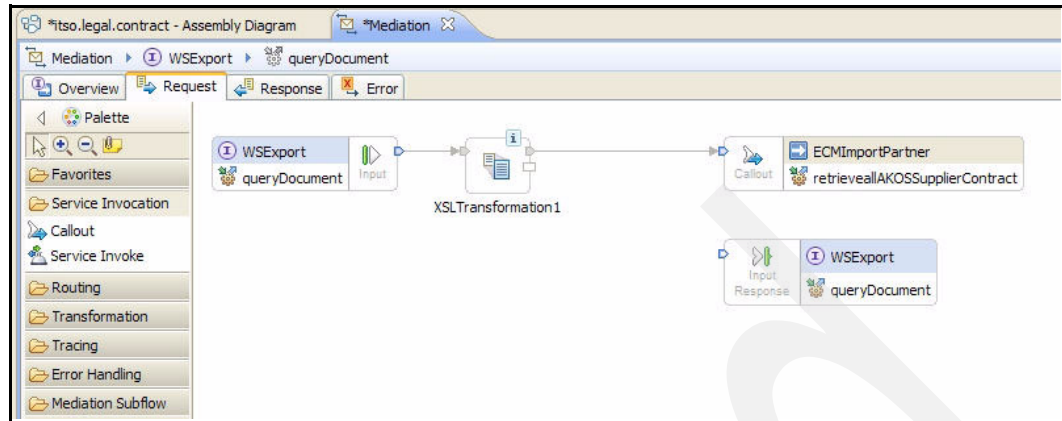 *itso.legal.contract - Assembly Diagram
*Mediation
Mediation
WSExport
queryDocument
Overview
Request
Response
Error
Palette
Favorites
Service Invocation
Callout
Service Invoke
Routing
Transformation
Tracing
Error Handling
Mediation Subflow
WSExport
queryDocument
Input
i
XSLTransformation1
Callout
ECMImportPartner
retrieveallAKOSSupplierContract
Input
Response
WSExport
queryDocument